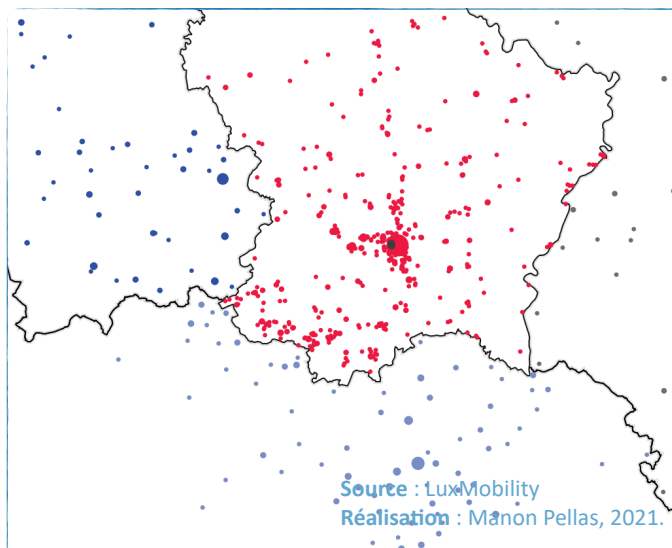 Source : LuxMobility
Réalisation : Manon Pellas, 2021.